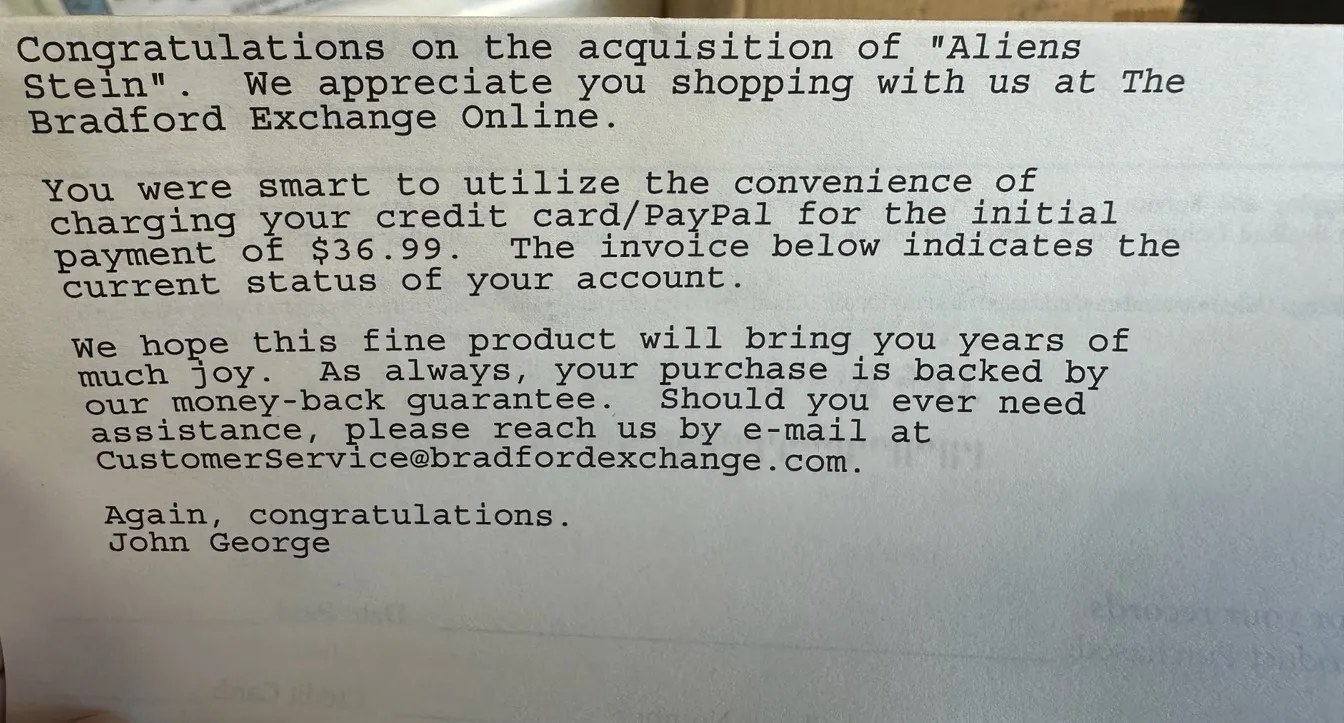 Congratulations on the acquisition of "Aliens
Stein".  We appreciate you shopping with us at The
Bradford Exchange Online.
You were smart to utilize the convenience of
charging your credit card/PayPal for the initial
payment of $36.99.  The invoice below indicates the
current status of your account.
We hope this fine product will bring you years of
much joy.  As always, your purchase is backed by
our money-back guarantee.  Should you ever need
assistance, please reach us by e-mail at
CustomerService@bradfordexchange.com.
Again, congratulations.
John George